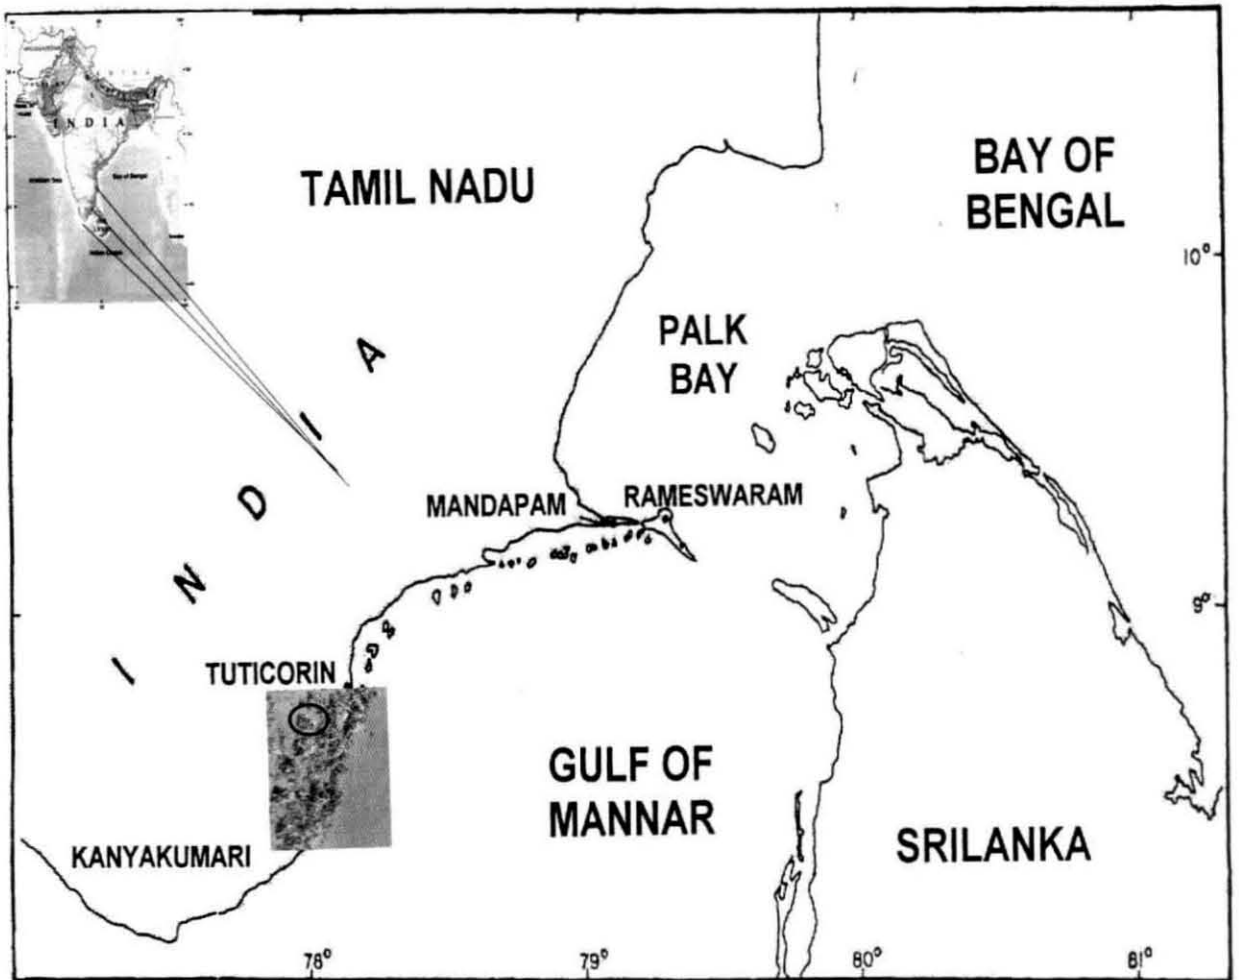 INDIA
TAMIL NADU
BAY OF
BENGAL
10°
PALK
BAY
I N D I A
MANDAPAM
RAMESWARAM
9°
TUTICORIN
GULF OF
MANNAR
SRILANKA
KANYAKUMARI
78°
79°
80°
81°